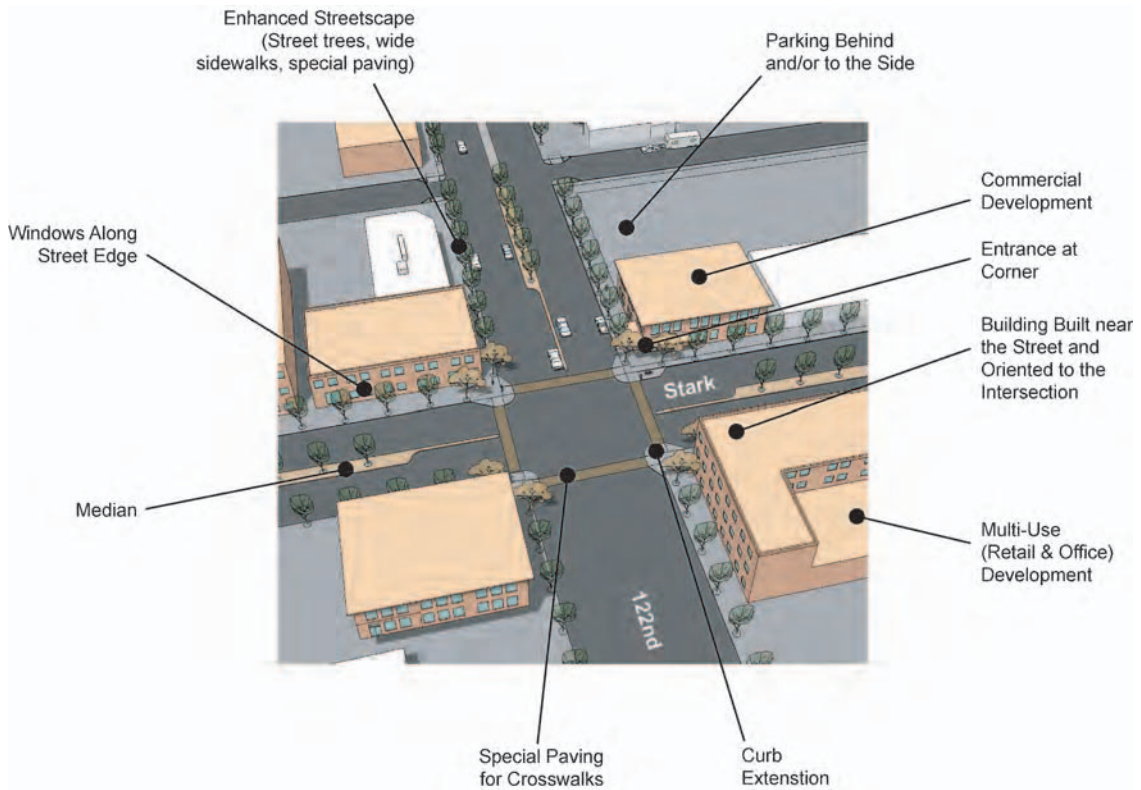 Enhanced Streetscape
(Street trees, wide
sidewalks, special paving)
Parking Behind
and/or to the Side
Commercial
Development
Windows Along
Street Edge
Entrance at
Corner
Building Built near
the Street and
Oriented to the
Intersection
Stark
Median
Multi-Use
(Retail & Office)
Development
122nd
Special Paving
for Crosswalks
Curb
Extenstion